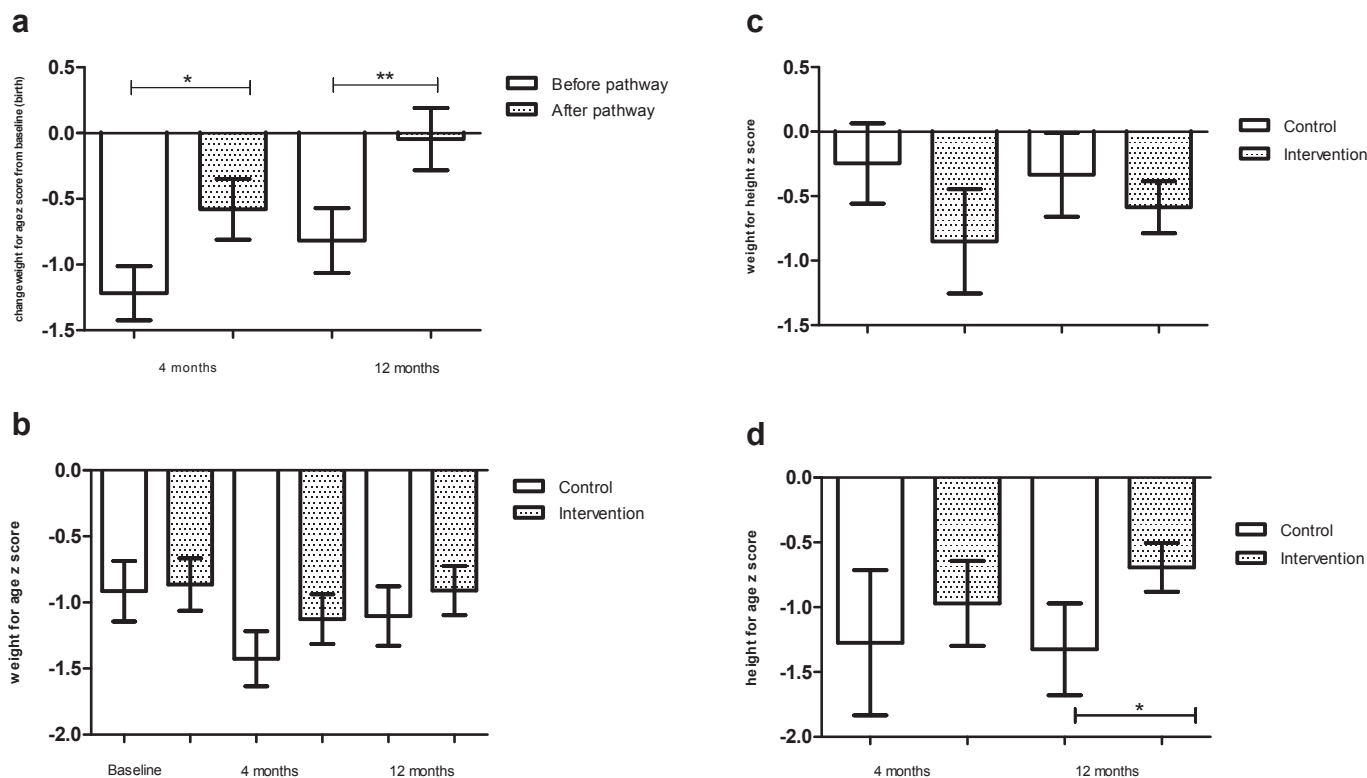 a
changeweight for age z score from baseline (birth)
0.5
0.0
-0.5
-1.0
-1.5
*
**
4 months
12 months
Before pathway
After pathway
c
weight for height z score
0.5
0.0
-0.5
-1.0
-1.5
Control
Intervention
b
weight for age z score
0.0
-0.5
-1.0
-1.5
-2.0
Baseline
4 months
12 months
Control
Intervention
d
height for age z score
0.0
-0.5
-1.0
-1.5
-2.0
*
4 months
12 months
Control
Intervention